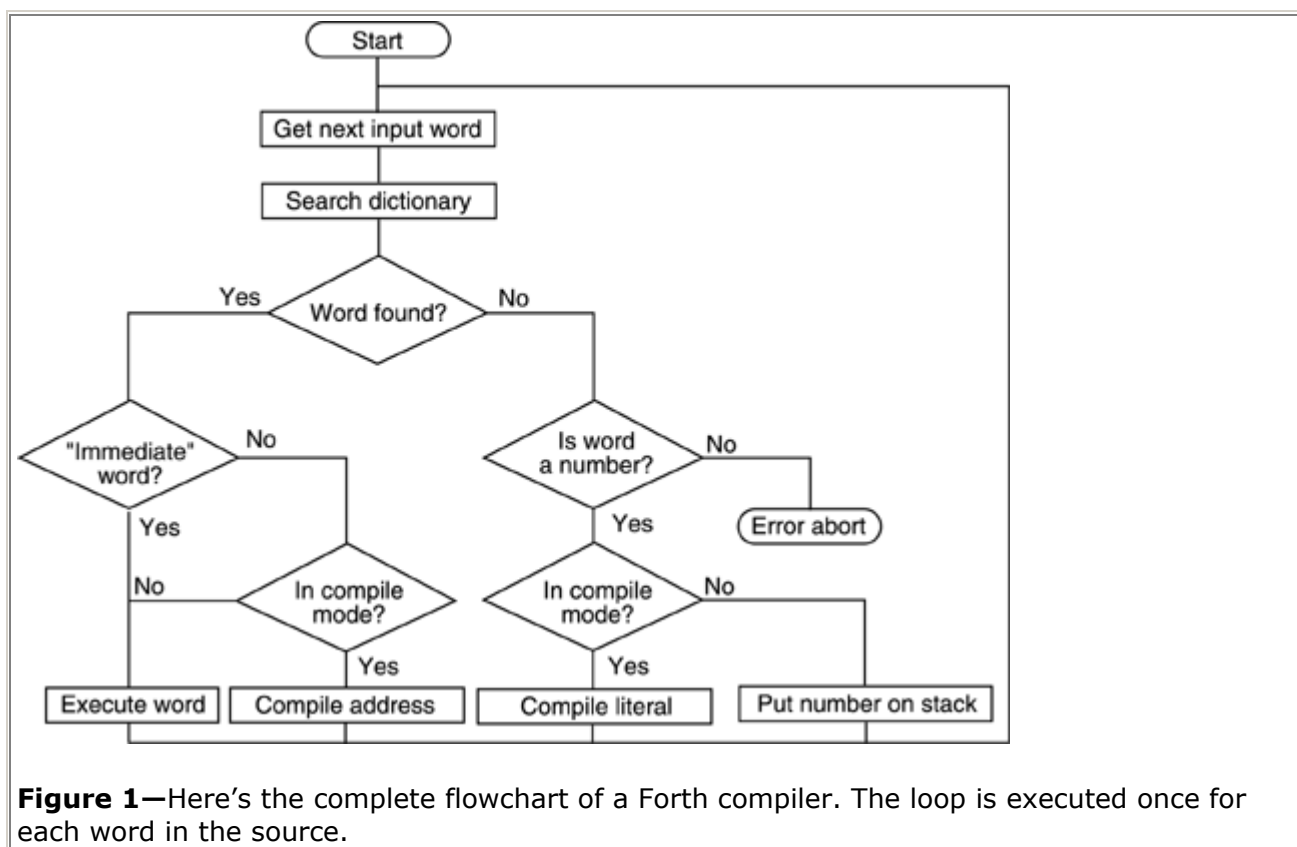 Start
Get next input word
Search dictionary
Yes
No
Word found?
"Immediate"
word?
No
Is word
a number?
No
Yes
Yes
Error abort
No
In compile
mode?
In compile
mode?
No
Yes
Yes
Execute word
Compile address
Compile literal
Put number on stack
Figure 1—Here's the complete flowchart of a Forth compiler. The loop is executed once for
each word in the source.